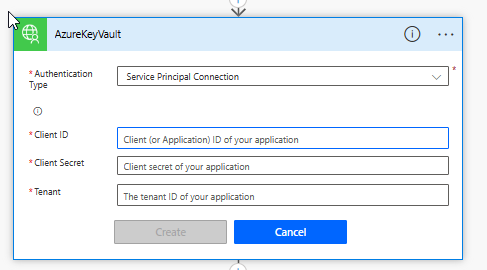 AzureKeyVault
* Authentication Type
Service Principal Connection
*
* Client ID
Client (or Application) ID of your application
* Client Secret
Client secret of your application
* Tenant
The tenant ID of your application
Create
Cancel